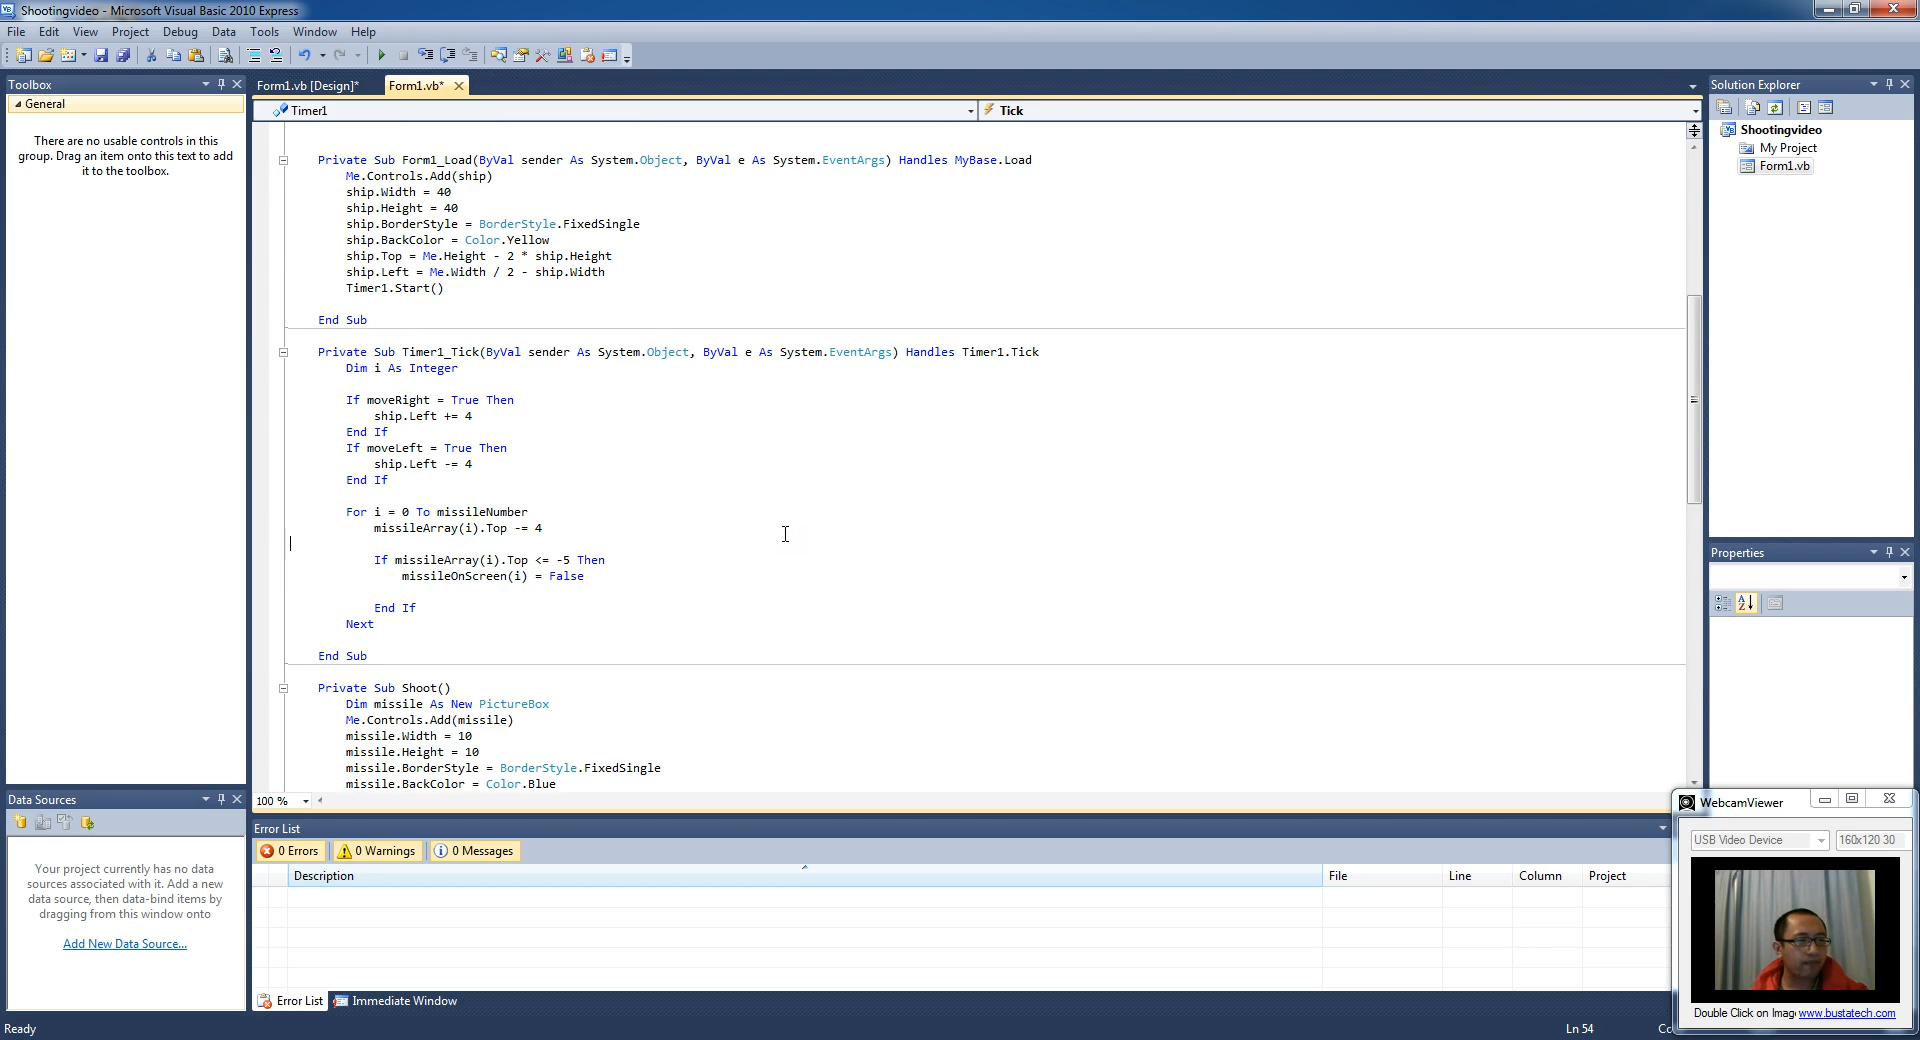 Shootingvideo - Microsoft Visual Basic 2010 Express
File Edit View Project Debug Data Tools Window Help
Toolbox
General
There are no usable controls in this
group. Drag an item onto this text to add
it to the toolbox.
Form1.vb [Design]*
Form1.vb*
Timer1
Tick
Private Sub Form1_Load(ByVal sender As System.Object, ByVal e As System.EventArgs) Handles MyBase.Load
Me.Controls.Add(ship)
ship.Width = 40
ship.Height = 40
ship.BorderStyle = BorderStyle.FixedSingle
ship.BackColor = Color.Yellow
ship.Top = Me.Height - 2 * ship.Height
ship.Left = Me.Width / 2 - ship.Width
Timer1.Start()
End Sub
Private Sub Timer1_Tick(ByVal sender As System.Object, ByVal e As System.EventArgs) Handles Timer1.Tick
Dim i As Integer
If moveRight = True Then
ship.Left += 4
End If
If moveLeft = True Then
ship.Left -= 4
End If
For i = 0 To missileNumber
missileArray(i).Top -= 4
If missileArray(i).Top <= -5 Then
missileOnScreen(i) = False
End If
Next
End Sub
Private Sub Shoot()
Dim missile As New PictureBox
Me.Controls.Add(missile)
missile.Width = 10
missile.Height = 10
missile.BorderStyle = BorderStyle.FixedSingle
missile.BackColor = Color.Blue
100 %
Solution Explorer
Shootingvideo
My Project
Form1.vb
Properties
Data Sources
Your project currently has no data
sources associated with it. Add a new
data source, then data-bind items by
dragging from this window onto
Add New Data Source...
Error List
0 Errors
0 Warnings
0 Messages
Description File Line Column Project
Error List
Immediate Window
WebcamViewer
USB Video Device
160x120 30
Double Click on Imag www.bustatech.com
Ready
Ln 54